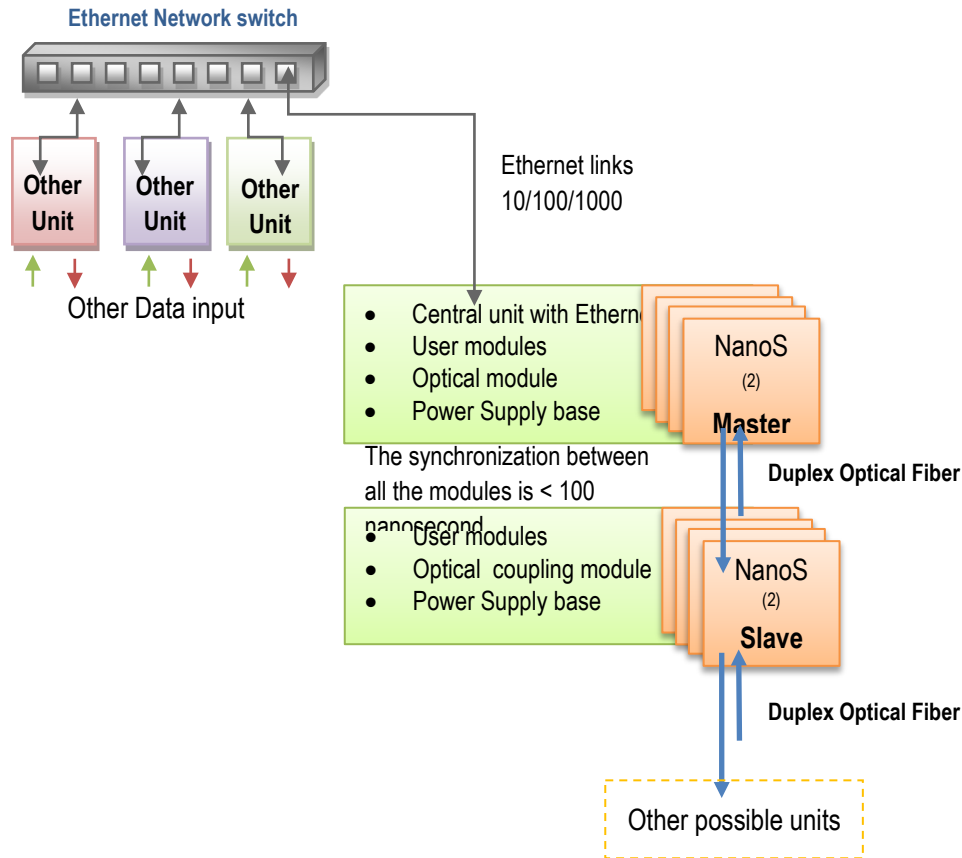 Ethernet Network switch
Other
Unit
Other
Unit
Other
Unit
Other Data input
Ethernet links
10/100/1000
• Central unit with Ethern
• User modules
• Optical module
• Power Supply base
NanoS
(2)
Master
Duplex Optical Fiber
The synchronization between
all the modules is < 100
nanosecond
• User modules
• Optical coupling module
• Power Supply base
NanoS
(2)
Slave
Duplex Optical Fiber
Other possible units